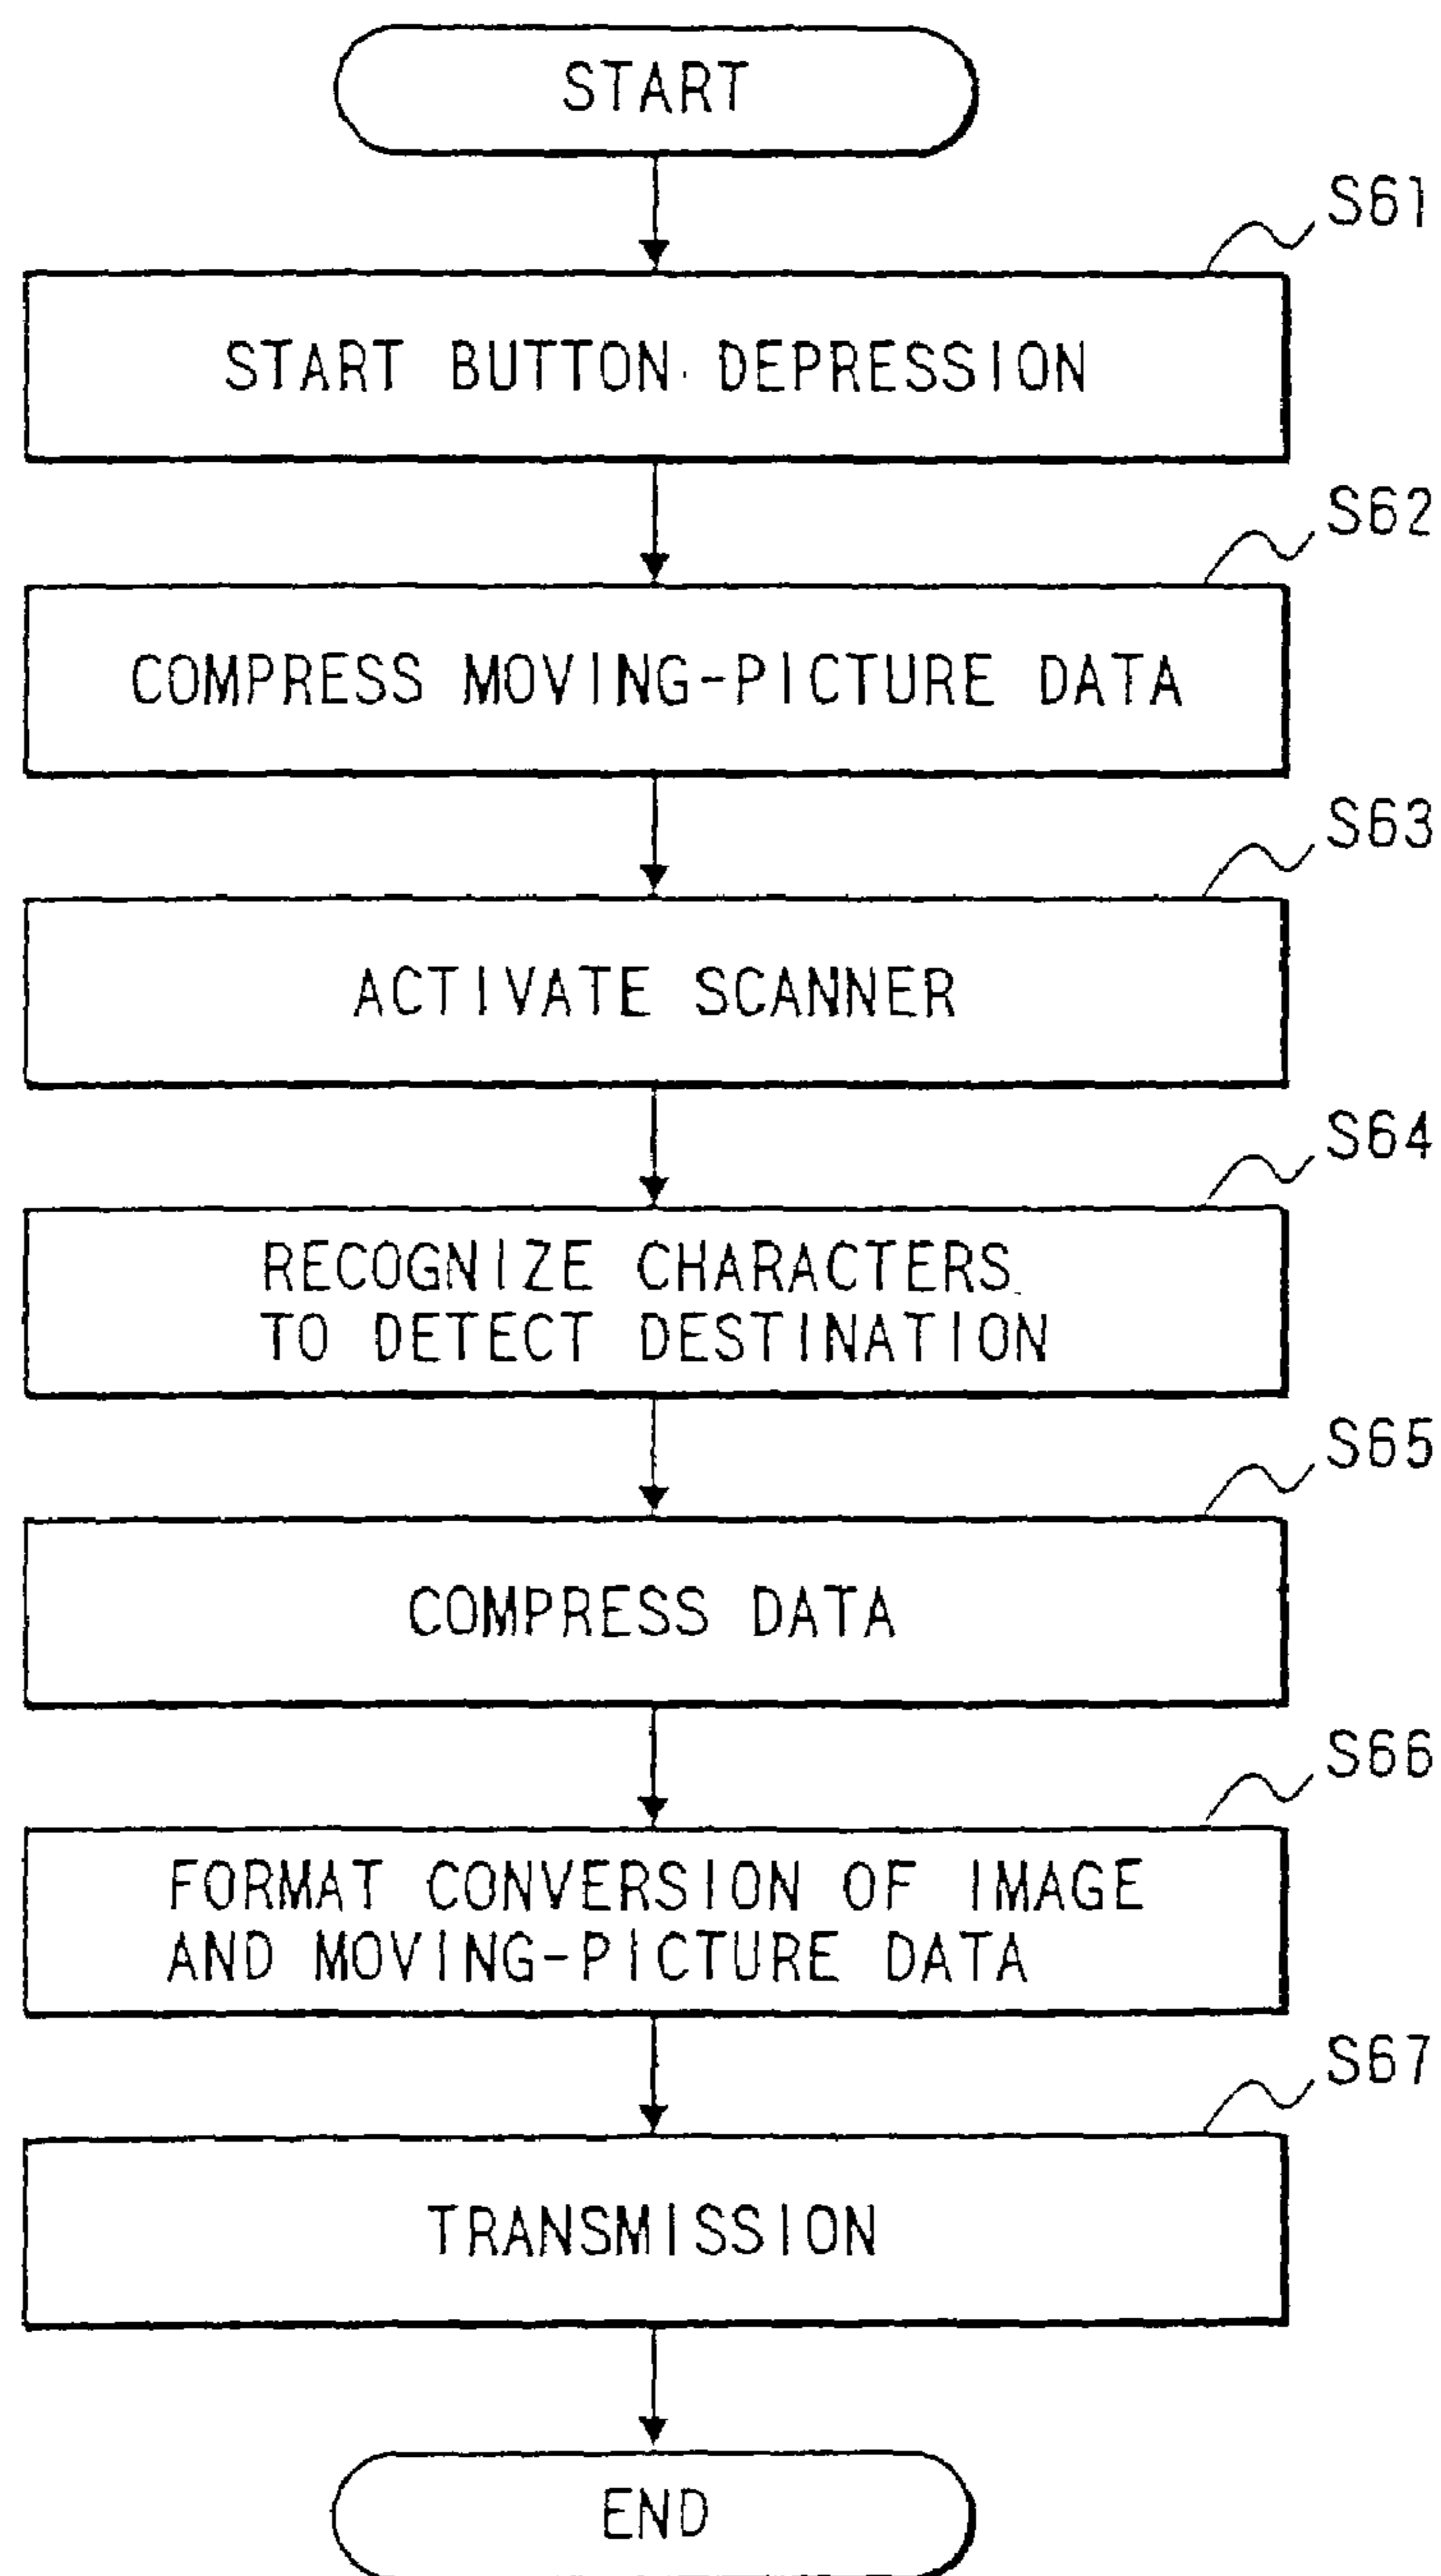 START
S61
START BUTTON DEPRESSION
S62
COMPRESS MOVING-PICTURE DATA
S63
ACTIVATE SCANNER
S64
RECOGNIZE CHARACTERS
TO DETECT DESTINATION
S65
COMPRESS DATA
S66
FORMAT CONVERSION OF IMAGE
AND MOVING-PICTURE DATA
S67
TRANSMISSION
END